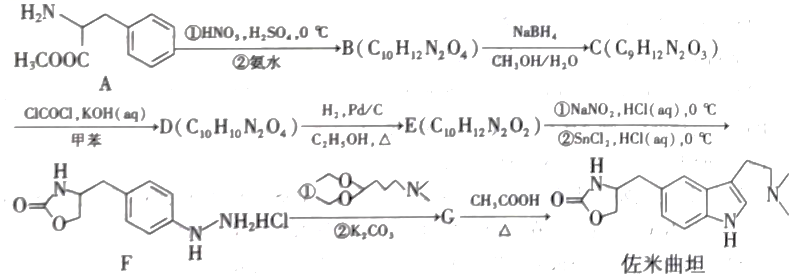 H₂N
H₃COOC
A
①HNO₃,H₂SO₄,0 ℃
②氨水
B(C₁₀H₁₂N₂O₄)
NaBH₄
CH₃OH/H₂O
C(C₉H₁₂N₂O₃)
ClCOCl,KOH(aq)
甲苯
D(C₁₀H₁₀N₂O₄)
H₂,Pd/C
C₂H₅OH,△
E(C₁₀H₁₂N₂O₂)
①NaNO₂,HCl(aq),0 ℃
②SnCl₂,HCl(aq),0 ℃
H
N
O
O
N
H
NH₂HCl
F
①
O
O
N
②K₂CO₃
G
CH₃COOH
△
H
N
O
O
N
N
H
佐米曲坦